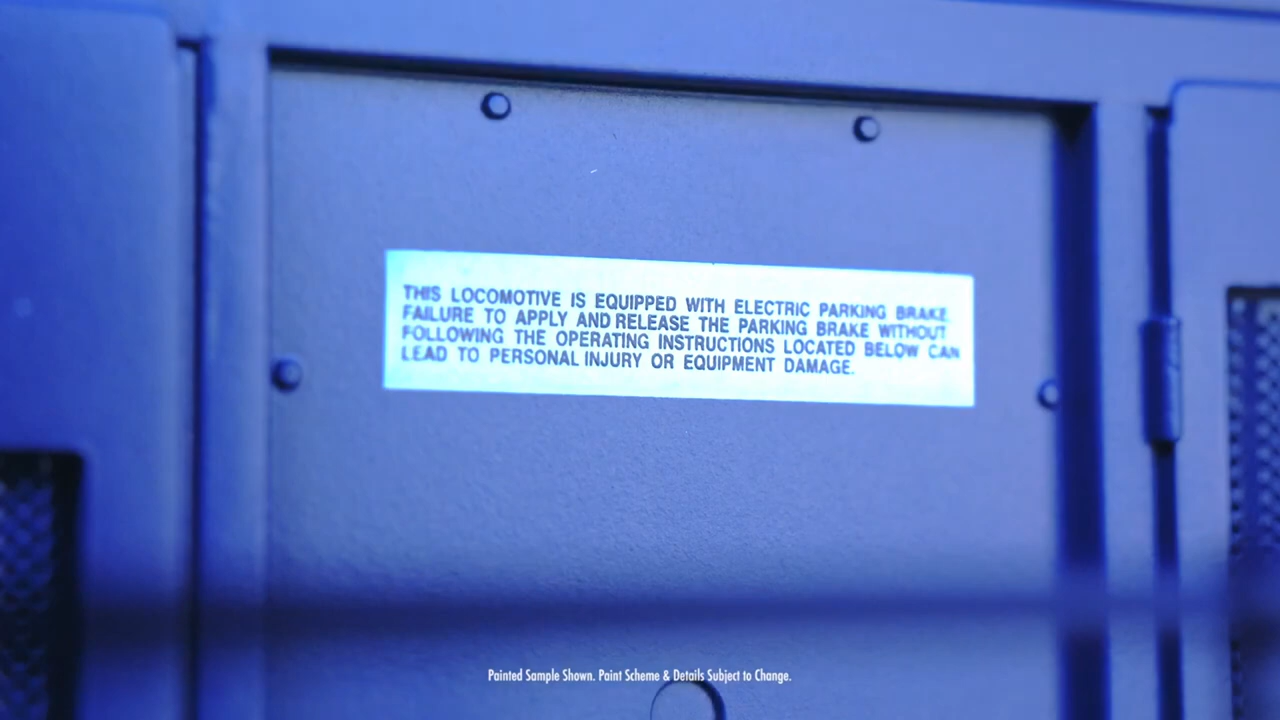 THIS LOCOMOTIVE IS EQUIPPED WITH ELECTRIC PARKING BRAKE.
FAILURE TO APPLY AND RELEASE THE PARKING BRAKE WITHOUT
FOLLOWING THE OPERATING INSTRUCTIONS LOCATED BELOW CAN
LEAD TO PERSONAL INJURY OR EQUIPMENT DAMAGE.
Painted Sample Shown. Paint Scheme & Details Subject to Change.